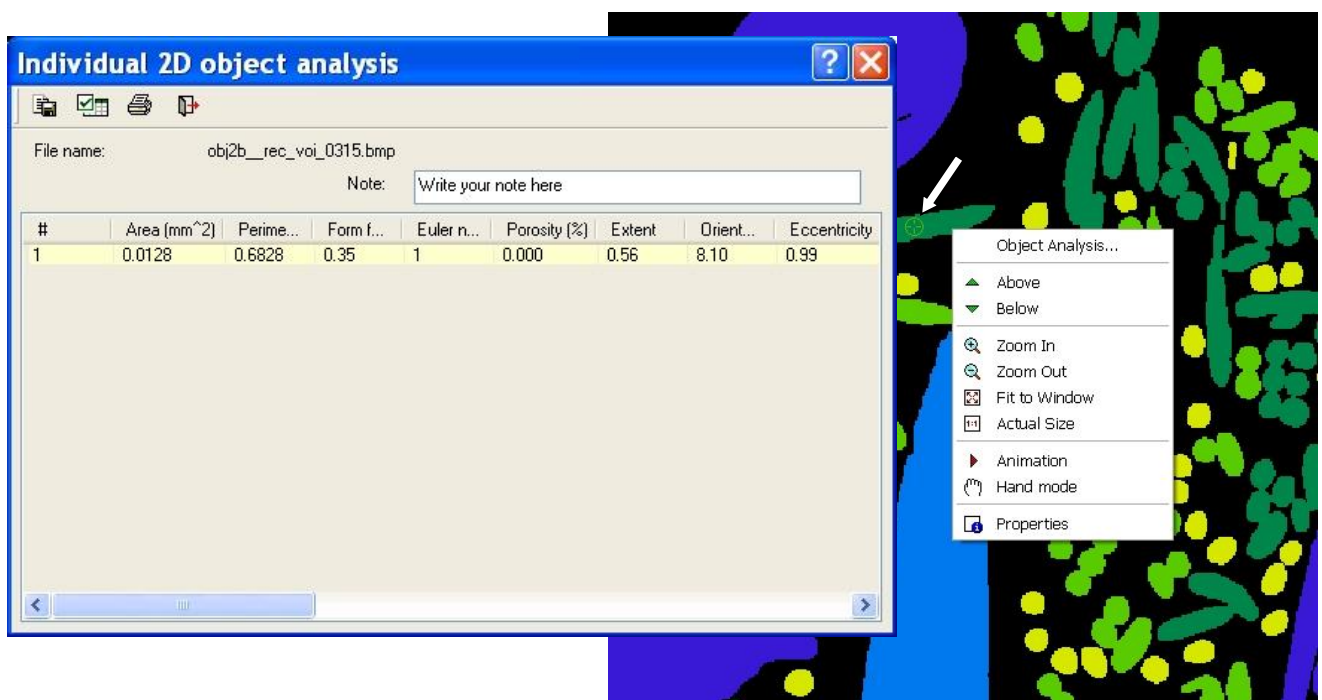 Individual 2D object analysis
File name: obj2b__rec_voi_0315.bmp
Note: Write your note here
# Area (mm^2) Perime... Form f... Euler n... Porosity (%) Extent Orient... Eccentricity
1 0.0128 0.6828 0.35 1 0.000 0.56 8.10 0.99
Object Analysis...
Above
Below
Zoom In
Zoom Out
Fit to Window
1:1 Actual Size
Animation
Hand mode
Properties